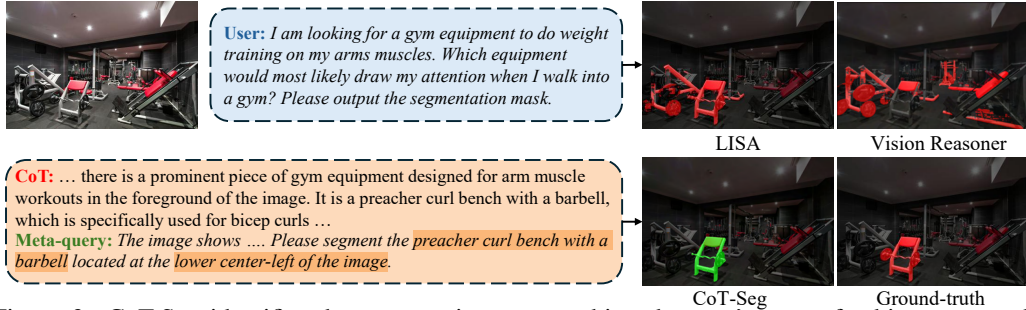 User: I am looking for a gym equipment to do weight
training on my arms muscles. Which equipment
would most likely draw my attention when I walk into
a gym? Please output the segmentation mask.
LISA
Vision Reasoner
CoT: … there is a prominent piece of gym equipment designed for arm muscle
workouts in the foreground of the image. It is a preacher curl bench with a barbell,
which is specifically used for bicep curls …
Meta-query: The image shows …. Please segment the preacher curl bench with a
barbell located at the lower center-left of the image.
CoT-Seg
Ground-truth